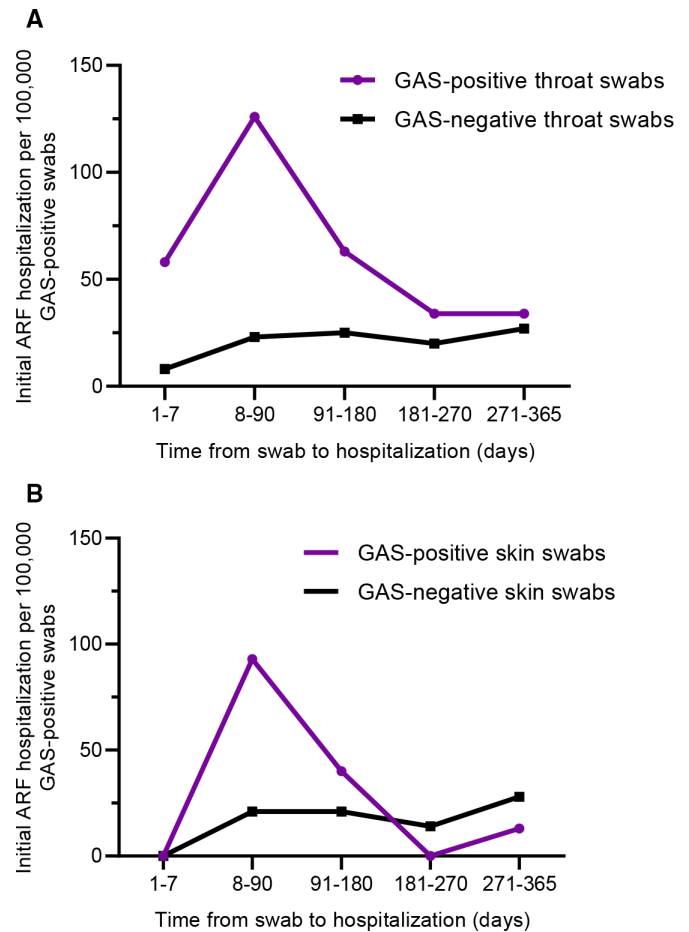 A
Initial ARF hospitalization per 100,000
GAS-positive swabs
150
100
50
0
GAS-positive throat swabs
GAS-negative throat swabs
1-7 8-90 91-180 181-270 271-365
Time from swab to hospitalization (days)
B
Initial ARF hospitalization per 100,000
GAS-positive swabs
150
100
50
0
GAS-positive skin swabs
GAS-negative skin swabs
1-7 8-90 91-180 181-270 271-365
Time from swab to hospitalization (days)